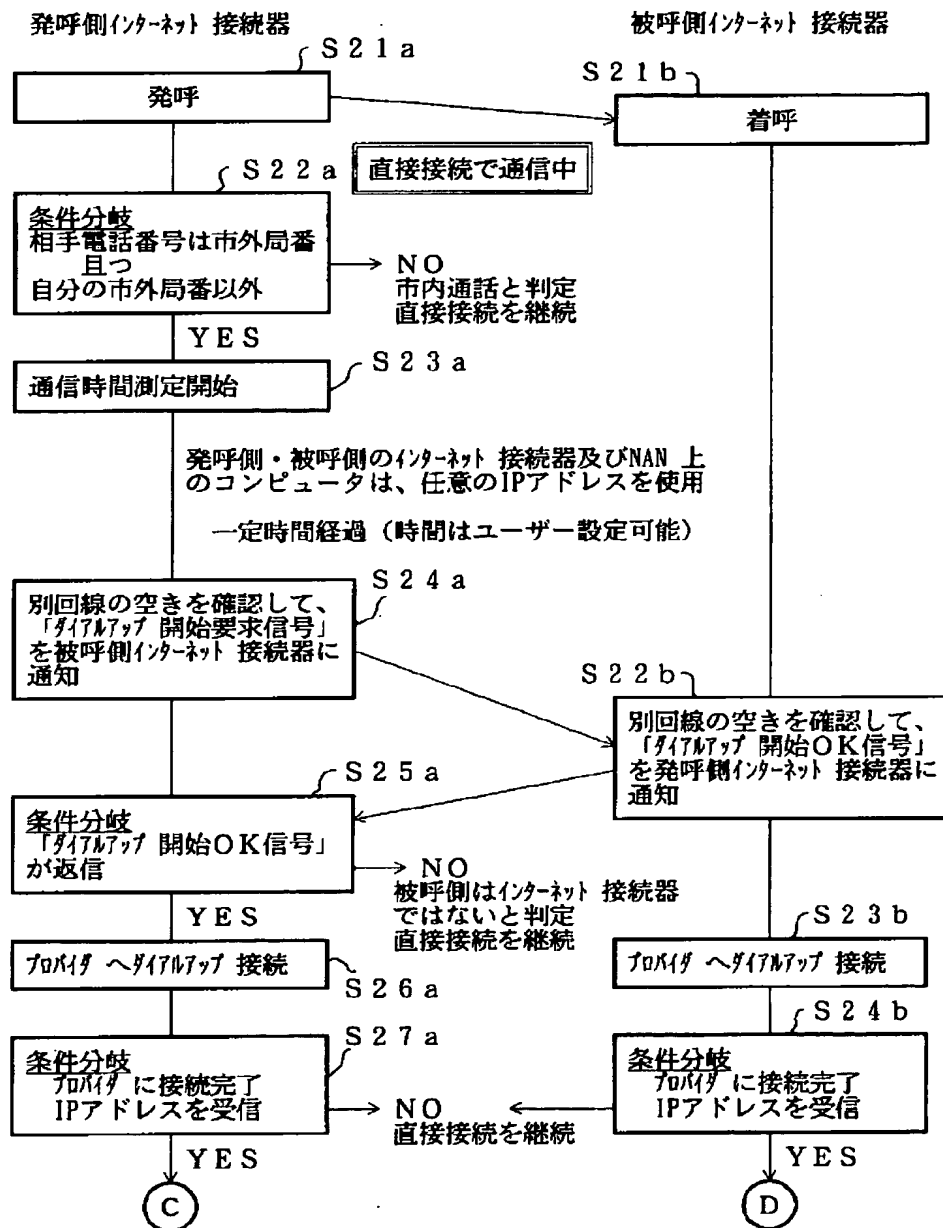 発呼側インターネット 接続器
被呼側インターネット 接続器
S21a
発呼
S21b
着呼
S22a
直接接続で通信中
条件分岐
相手電話番号は市外局番
且つ
自分の市外局番以外
NO
市内通話と判定
直接接続を継続
YES
S23a
通信時間測定開始
発呼側・被呼側のインターネット 接続器及びNAN 上
のコンピュータは、任意のIPアドレスを使用
一定時間経過（時間はユーザー設定可能）
S24a
別回線の空きを確認して、
「ダイアルアップ 開始要求信号」
を被呼側インターネット 接続器に
通知
S22b
別回線の空きを確認して、
「ダイアルアップ 開始OK信号」
を発呼側インターネット 接続器に
通知
S25a
条件分岐
「ダイアルアップ 開始OK信号」
が返信
NO
被呼側はインターネット 接続器
ではないと判定
直接接続を継続
YES
S23b
プロバイダ へダイアルアップ 接続
S26a
プロバイダ へダイアルアップ 接続
S24b
S27a
条件分岐
プロバイダ に接続完了
IPアドレスを受信
NO
直接接続を継続
条件分岐
プロバイダ に接続完了
IPアドレスを受信
YES
YES
C
D